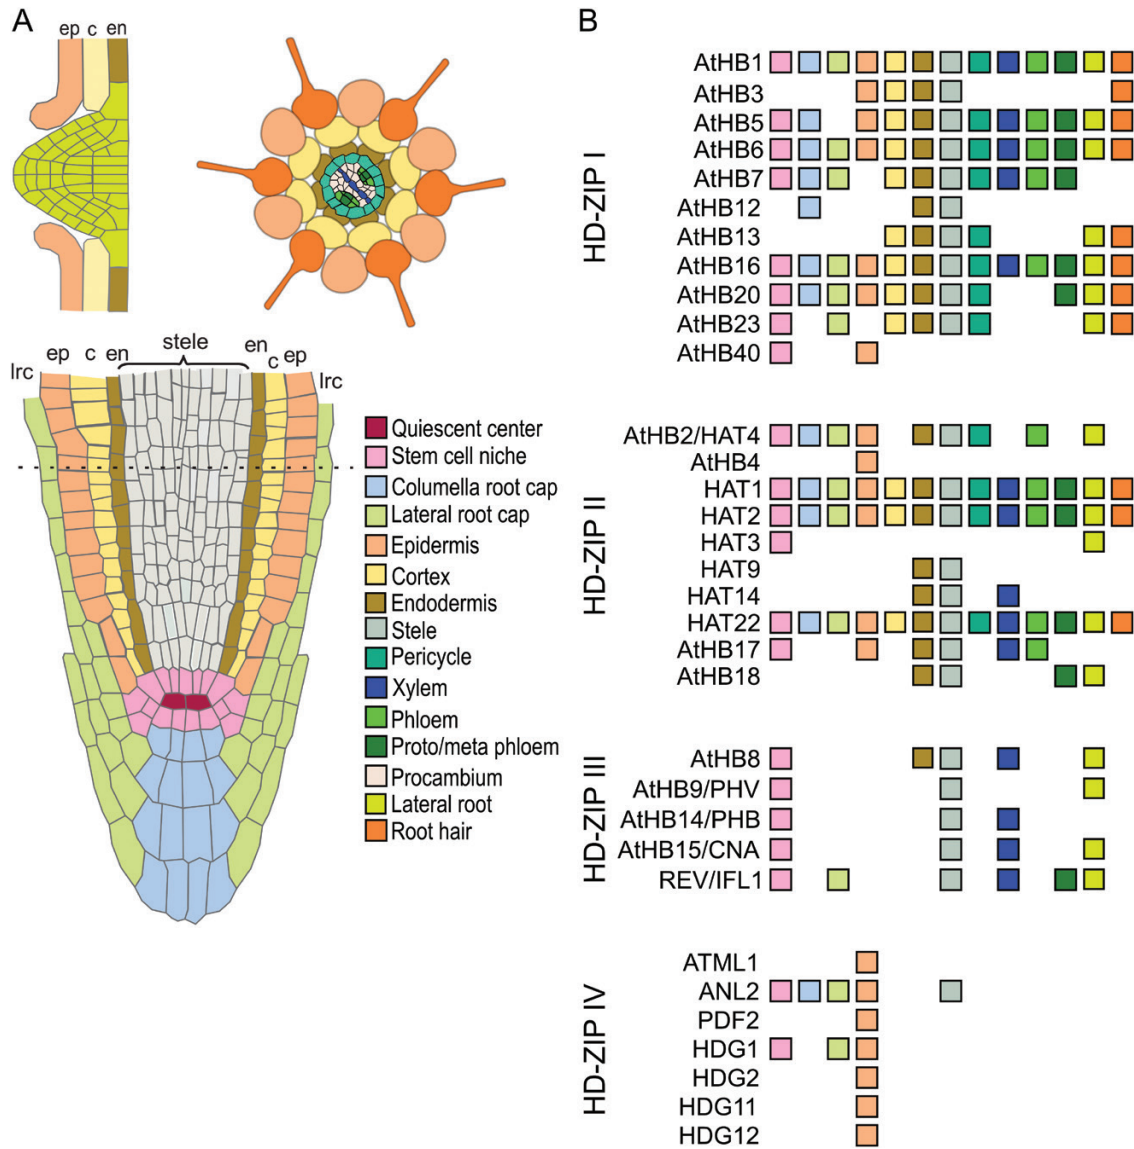 A
ep c en
lrc ep c en stele en c ep lrc
Quiescent center
Stem cell niche
Columella root cap
Lateral root cap
Epidermis
Cortex
Endodermis
Stele
Pericycle
Xylem
Phloem
Proto/meta phloem
Procambium
Lateral root
Root hair
B
HD-ZIP I
AtHB1
AtHB3
AtHB5
AtHB6
AtHB7
AtHB12
AtHB13
AtHB16
AtHB20
AtHB23
AtHB40
HD-ZIP II
AtHB2/HAT4
AtHB4
HAT1
HAT2
HAT3
HAT9
HAT14
HAT22
AtHB17
AtHB18
HD-ZIP III
AtHB8
AtHB9/PHV
AtHB14/PHB
AtHB15/CNA
REV/IFL1
HD-ZIP IV
ATML1
ANL2
PDF2
HDG1
HDG2
HDG11
HDG12